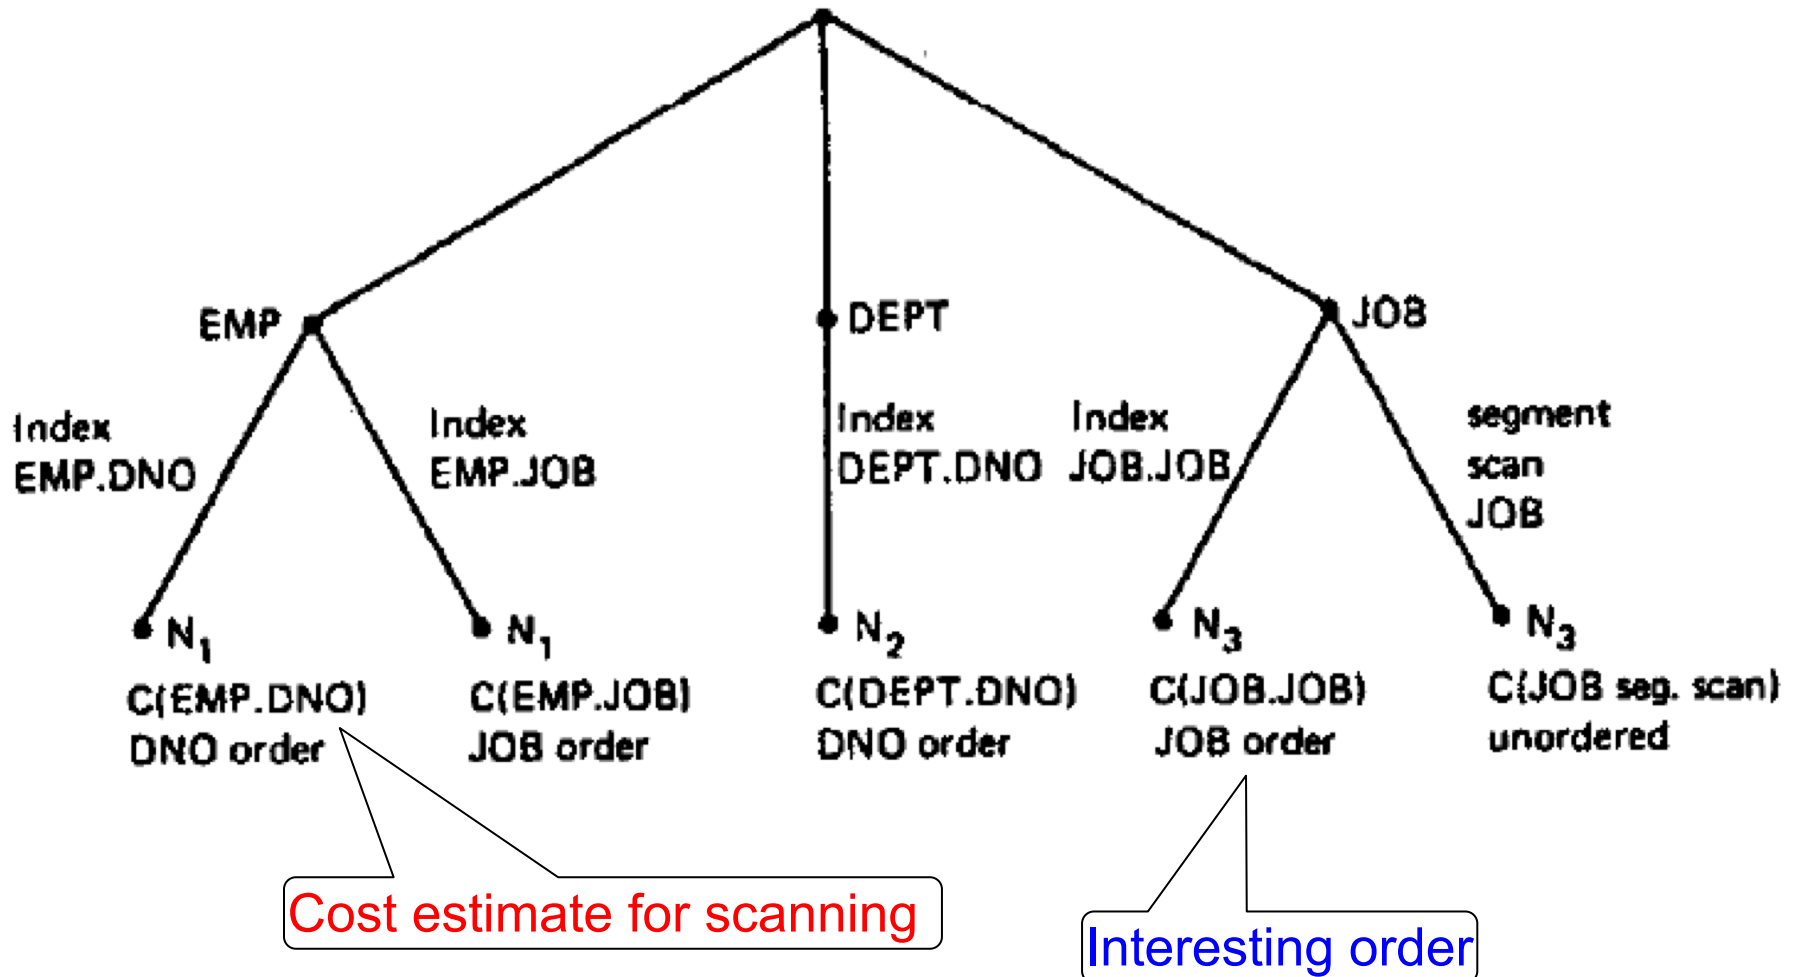 EMP
DEPT
JOB
Index
EMP.DNO
Index
EMP.JOB
Index
DEPT.DNO
Index
JOB.JOB
segment
scan
JOB
N1
C(EMP.DNO)
DNO order
N1
C(EMP.JOB)
JOB order
N2
C(DEPT.DNO)
DNO order
N3
C(JOB.JOB)
JOB order
N3
C(JOB seg. scan)
unordered
Cost estimate for scanning
Interesting order